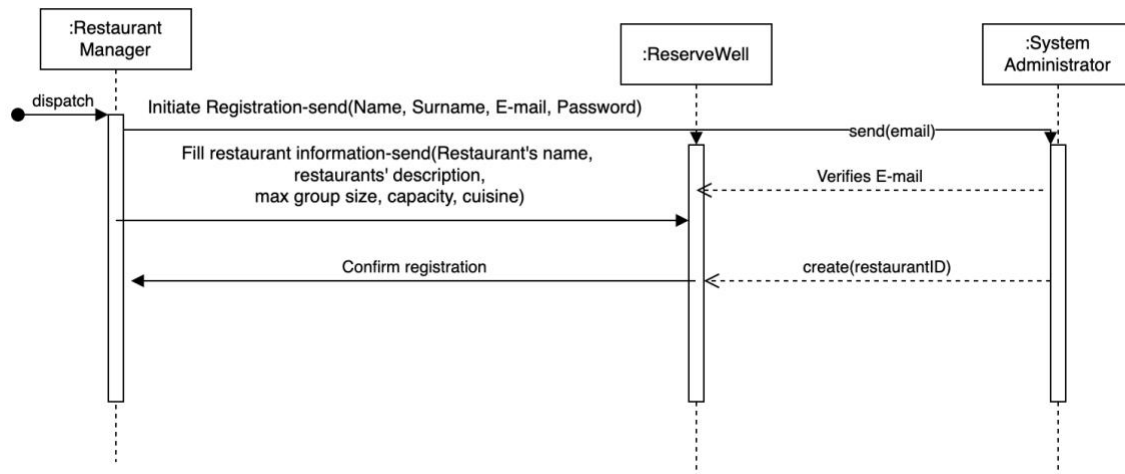 :Restaurant
Manager
:ReserveWell
:System
Administrator
dispatch
Initiate Registration-send(Name, Surname, E-mail, Password)
send(email)
Fill restaurant information-send(Restaurant's name,
restaurants' description,
max group size, capacity, cuisine)
Verifies E-mail
Confirm registration
create(restaurantID)